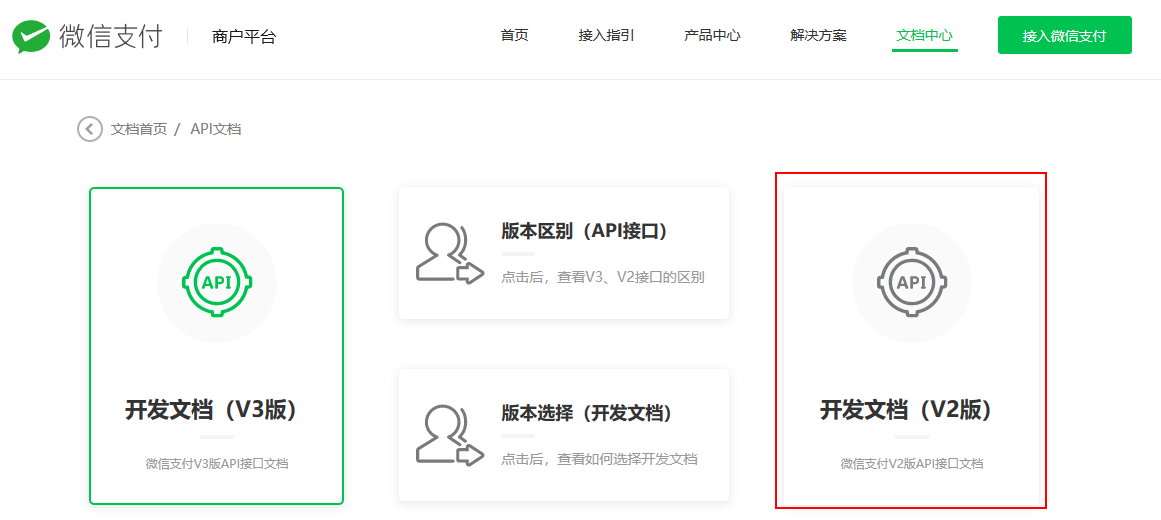 微信支付 商户平台 首页 接入指引 产品中心 解决方案 文档中心 接入微信支付
文档首页 / API文档
API
开发文档（V3版）
微信支付V3版API接口文档
版本区别（API接口）
点击后，查看V3、V2接口的区别
版本选择（开发文档）
点击后，查看如何选择开发文档
API
开发文档（V2版）
微信支付V2版API接口文档